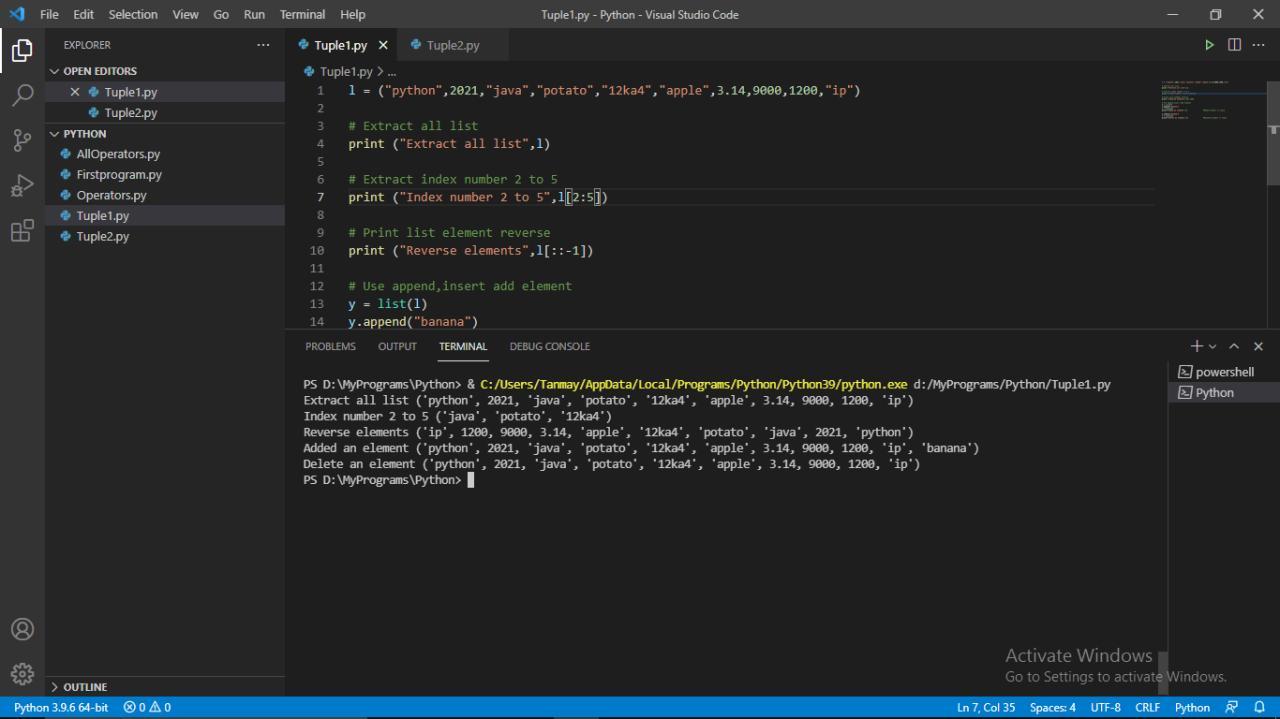 File Edit Selection View Go Run Terminal Help
Tuple1.py - Python - Visual Studio Code
EXPLORER
OPEN EDITORS
Tuple1.py
Tuple2.py
PYTHON
AllOperators.py
Firstprogram.py
Operators.py
Tuple1.py
Tuple2.py
OUTLINE
Tuple1.py Tuple2.py
Tuple1.py > ...
1 l = ("python",2021,"java","potato","12ka4","apple",3.14,9000,1200,"ip")
2
3 # Extract all list
4 print ("Extract all list",l)
5
6 # Extract index number 2 to 5
7 print ("Index number 2 to 5",l[2:5])
8
9 # Print list element reverse
10 print ("Reverse elements",l[::-1])
11
12 # Use append,insert add element
13 y = list(l)
14 y.append("banana")
PROBLEMS OUTPUT TERMINAL DEBUG CONSOLE
PS D:\MyPrograms\Python> & C:/Users/Tanmay/AppData/Local/Programs/Python/Python39/python.exe d:/MyPrograms/Python/Tuple1.py
Extract all list ('python', 2021, 'java', 'potato', '12ka4', 'apple', 3.14, 9000, 1200, 'ip')
Index number 2 to 5 ('java', 'potato', '12ka4')
Reverse elements ('ip', 1200, 9000, 3.14, 'apple', '12ka4', 'potato', 'java', 2021, 'python')
Added an element ('python', 2021, 'java', 'potato', '12ka4', 'apple', 3.14, 9000, 1200, 'ip', 'banana')
Delete an element ('python', 2021, 'java', 'potato', '12ka4', 'apple', 3.14, 9000, 1200, 'ip')
PS D:\MyPrograms\Python>
powershell
Python
Activate Windows
Go to Settings to activate Windows.
Python 3.9.6 64-bit 0 0 Ln 7, Col 35 Spaces: 4 UTF-8 CRLF Python